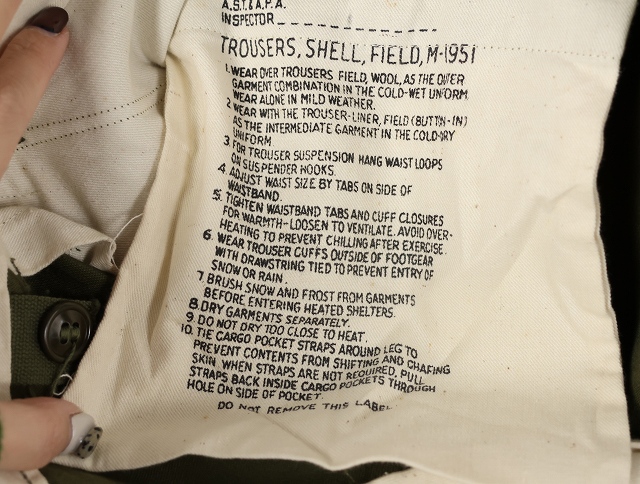 A.S.T. & A.P.A.
INSPECTOR
TROUSERS, SHELL, FIELD, M-1951
1. WEAR OVER TROUSERS FIELD, WOOL, AS THE OUTER
GARMENT COMBINATION IN THE COLD-WET UNIFORM.
WEAR ALONE IN MILD WEATHER.
2. WEAR WITH THE TROUSER-LINER, FIELD (BUTTON-IN)
AS THE INTERMEDIATE GARMENT IN THE COLD-DRY
UNIFORM
3. FOR TROUSER SUSPENSION HANG WAIST LOOPS
ON SUSPENDER HOOKS.
4. ADJUST WAIST SIZE BY TABS ON SIDE OF
WAISTBAND.
5. TIGHTEN WAISTBAND TABS AND CUFF CLOSURES
FOR WARMTH-LOOSEN TO VENTILATE. AVOID OVER-
HEATING TO PREVENT CHILLING AFTER EXERCISE.
6. WEAR TROUSER CUFFS OUTSIDE OF FOOTGEAR
WITH DRAWSTRING TIED TO PREVENT ENTRY OF
SNOW OR RAIN.
7. BRUSH SNOW AND FROST FROM GARMENTS
BEFORE ENTERING HEATED SHELTERS.
8. DRY GARMENTS SEPARATELY.
9. DO NOT DRY TOO CLOSE TO HEAT.
10. TIE CARGO POCKET STRAPS AROUND LEG TO
PREVENT CONTENTS FROM SHIFTING AND CHAFING
SKIN. WHEN STRAPS ARE NOT REQUIRED, PULL
STRAPS BACK INSIDE CARGO POCKETS THROUGH
HOLE ON SIDE OF POCKET.
DO NOT REMOVE THIS LABEL